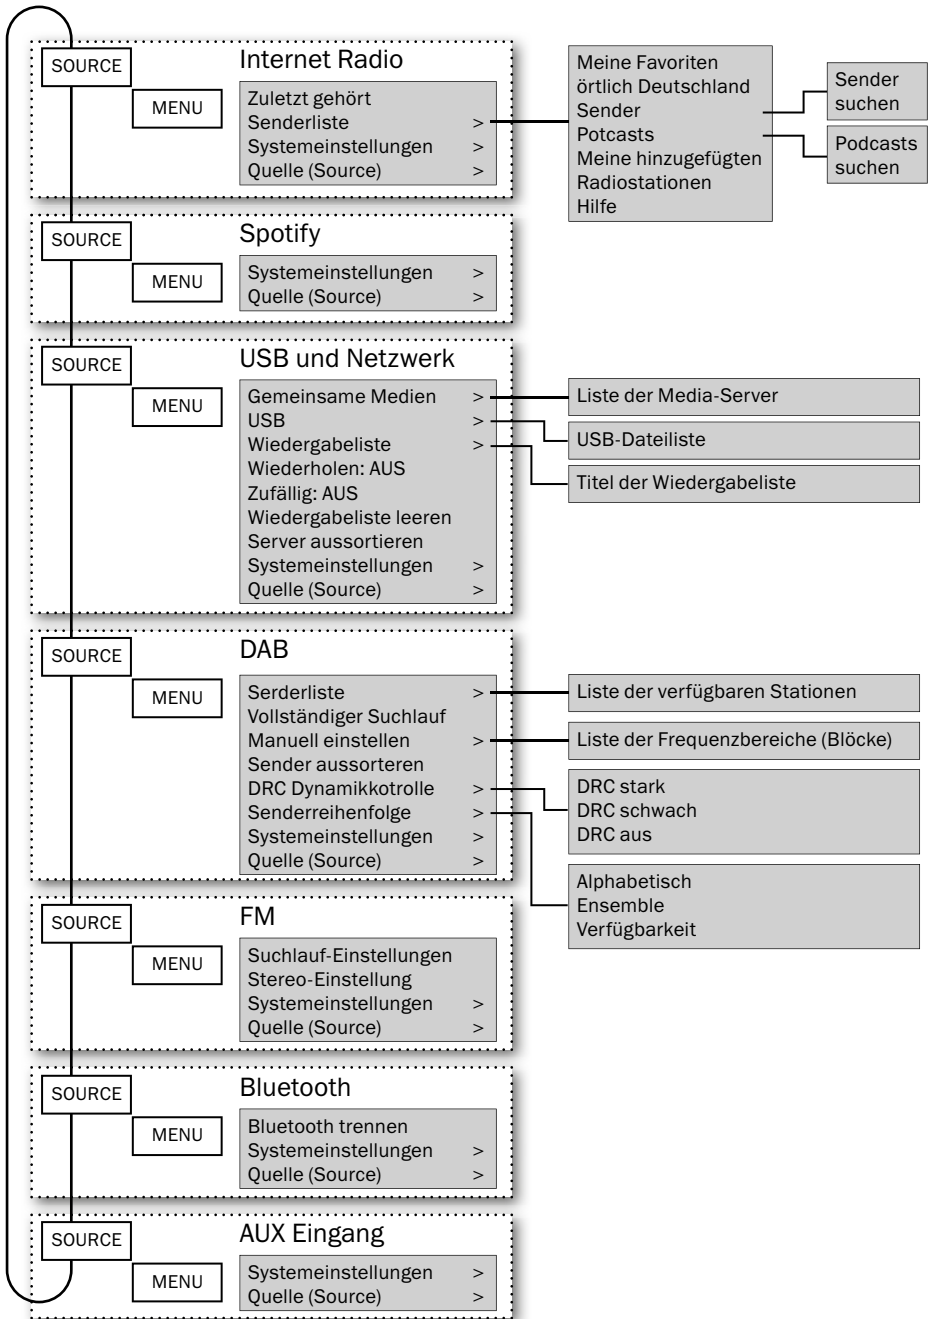 SOURCE
Internet Radio
MENU
Zuletzt gehört
Senderliste >
Systemeinstellungen >
Quelle (Source) >
Meine Favoriten
örtlich Deutschland
Sender
Potcasts
Meine hinzugefügten
Radiostationen
Hilfe
Sender
suchen
Podcasts
suchen
SOURCE
Spotify
MENU
Systemeinstellungen >
Quelle (Source) >
SOURCE
USB und Netzwerk
MENU
Gemeinsame Medien >
USB >
Wiedergabeliste >
Wiederholen: AUS
Zufällig: AUS
Wiedergabeliste leeren
Server aussortieren
Systemeinstellungen >
Quelle (Source) >
Liste der Media-Server
USB-Dateiliste
Titel der Wiedergabeliste
SOURCE
DAB
MENU
Serderliste >
Vollständiger Suchlauf
Manuell einstellen >
Sender aussorteren
DRC Dynamikkotrolle >
Senderreihenfolge >
Systemeinstellungen >
Quelle (Source) >
Liste der verfügbaren Stationen
Liste der Frequenzbereiche (Blöcke)
DRC stark
DRC schwach
DRC aus
Alphabetisch
Ensemble
Verfügbarkeit
SOURCE
FM
MENU
Suchlauf-Einstellungen
Stereo-Einstellung
Systemeinstellungen >
Quelle (Source) >
SOURCE
Bluetooth
MENU
Bluetooth trennen
Systemeinstellungen >
Quelle (Source) >
SOURCE
AUX Eingang
MENU
Systemeinstellungen >
Quelle (Source) >